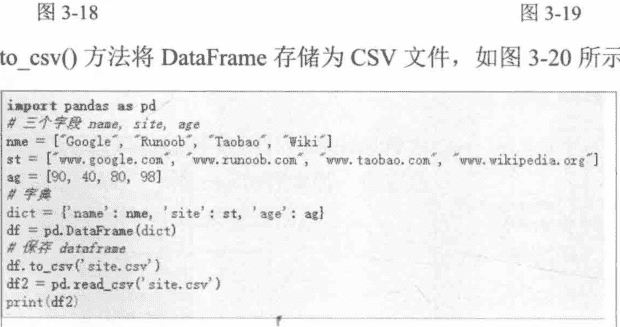 图 3-18 图 3-19
to_csv() 方法将 DataFrame 存储为 CSV 文件，如图 3-20 所示
import pandas as pd
# 三个字段 name, site, age
nme = ["Google", "Runoob", "Taobao", "Wiki"]
st = ["www.google.com", "www.runoob.com", "www.taobao.com", "www.wikipedia.org"]
ag = [90, 40, 80, 98]
# 字典
dict = {'name': nme, 'site': st, 'age': ag}
df = pd.DataFrame(dict)
# 保存 dataframe
df.to_csv('site.csv')
df2 = pd.read_csv('site.csv')
print(df2)